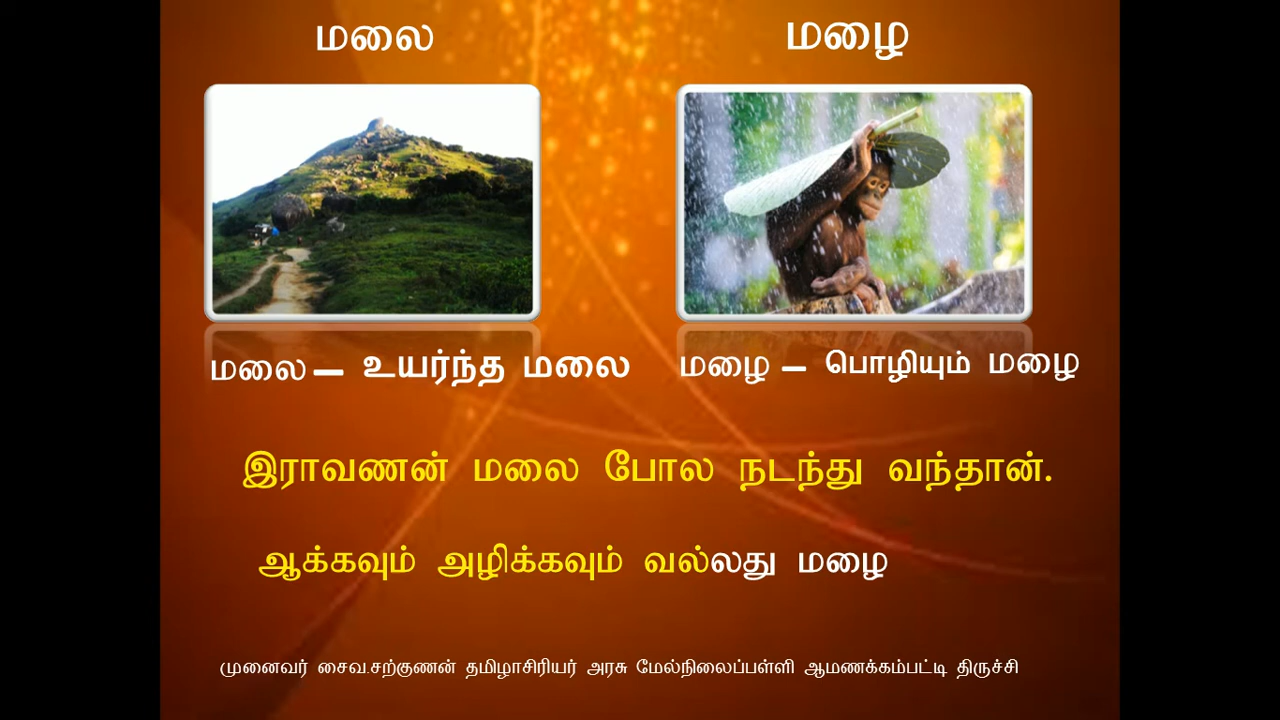 மலை
மழை
மலை – உயர்ந்த மலை
மழை – பொழியும் மழை
இராவணன் மலை போல நடந்து வந்தான்.
ஆக்கவும் அழிக்கவும் வல்லது மழை
முனைவர் சைவ.சற்குணன் தமிழாசிரியர் அரசு மேல்நிலைப்பள்ளி ஆமணக்கம்பட்டி திருச்சி